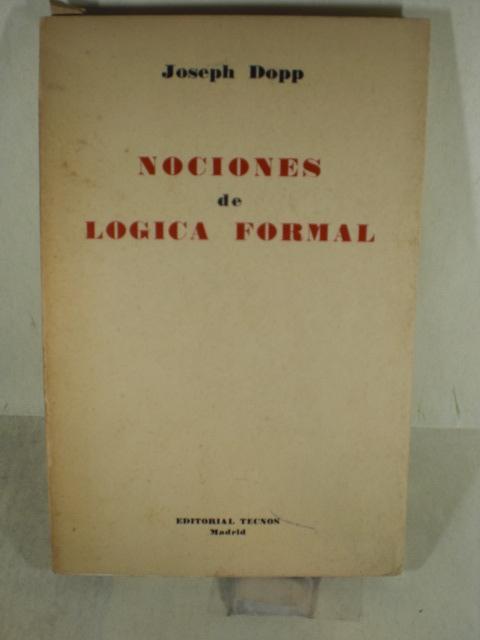 Joseph Dopp
NOCIONES
de
LOGICA FORMAL
EDITORIAL TECNOS
Madrid